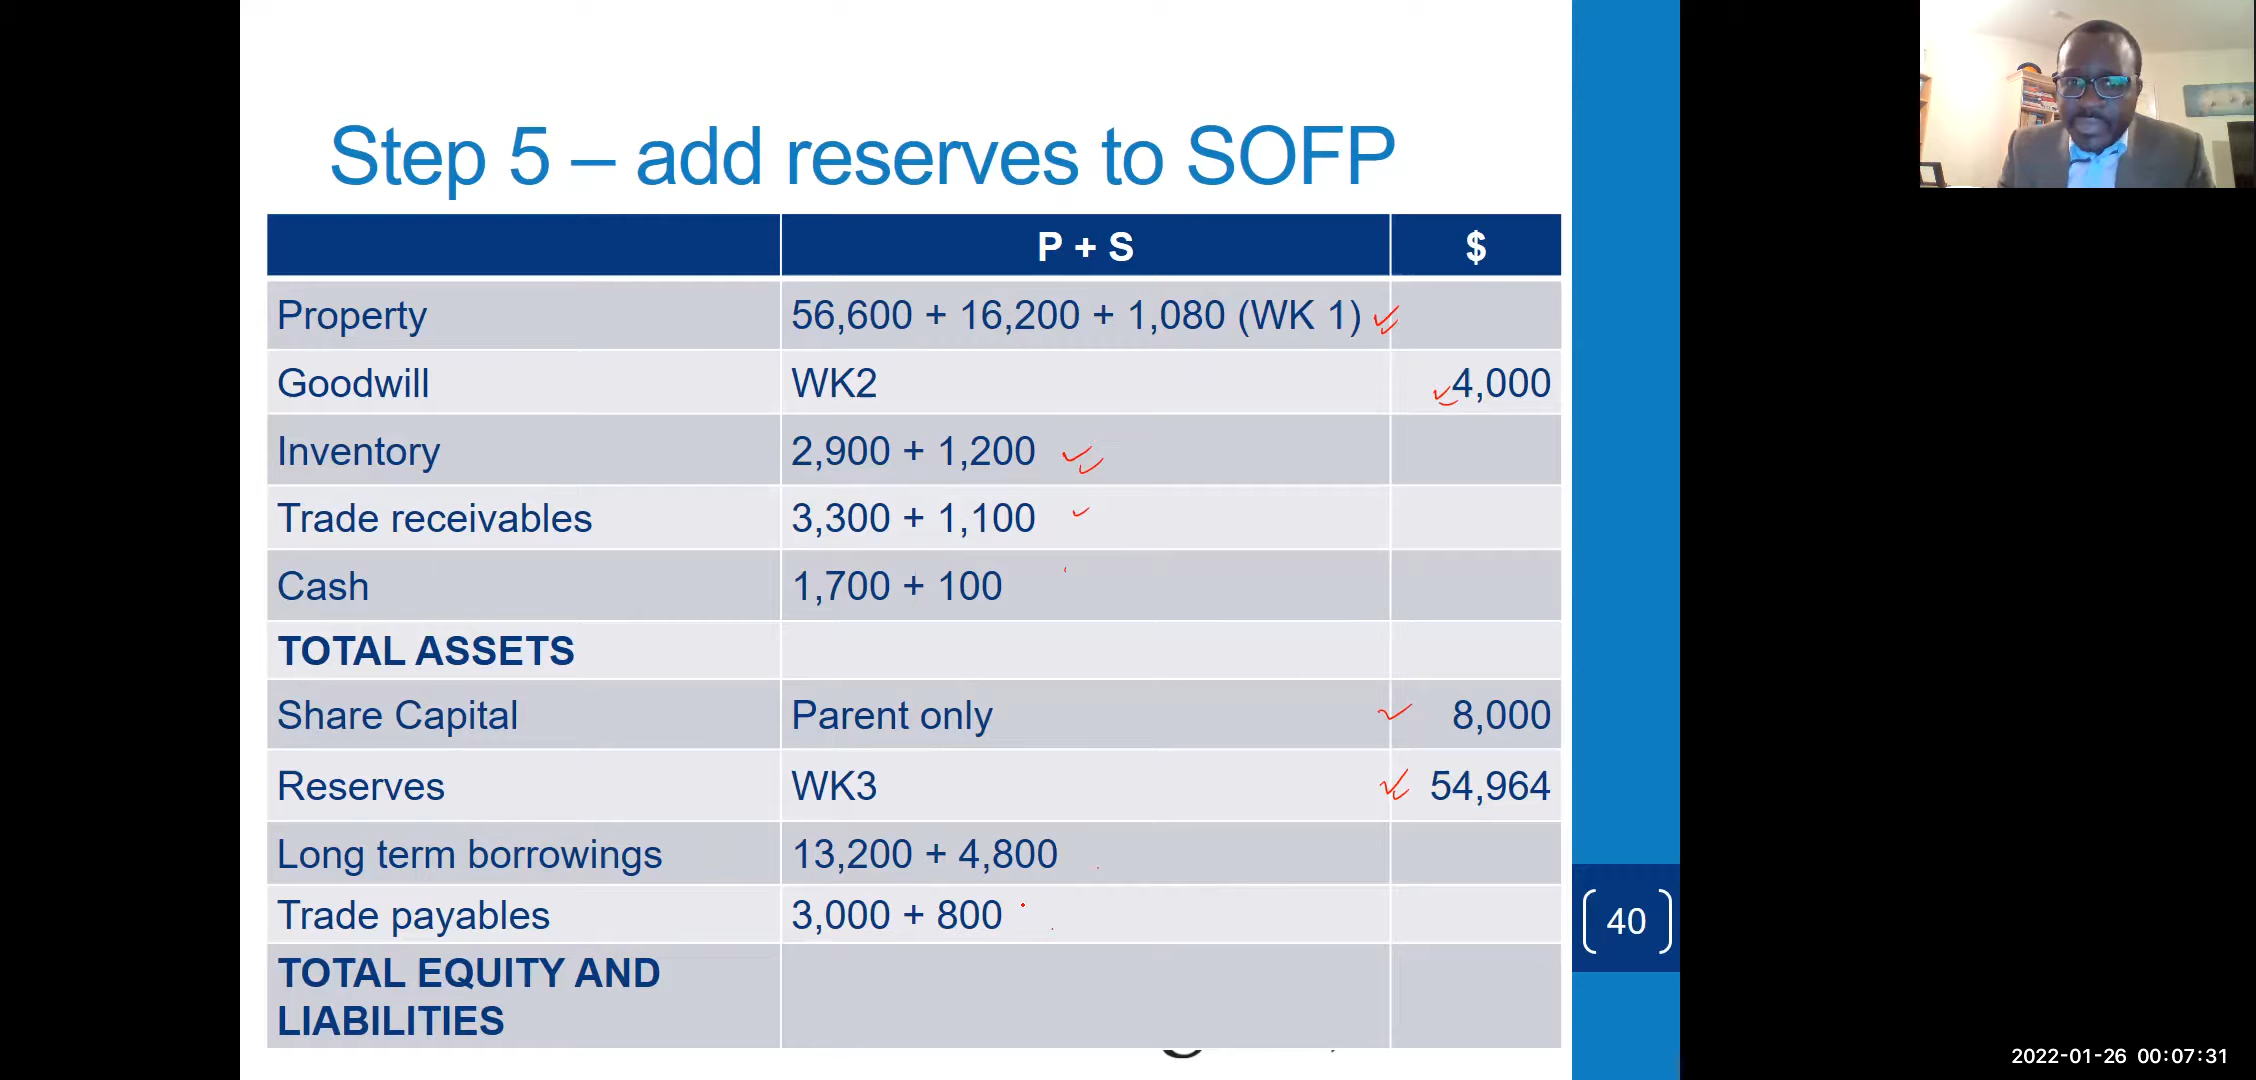 Step 5 – add reserves to SOFP
P + S $
Property 56,600 + 16,200 + 1,080 (WK 1)
Goodwill WK2 4,000
Inventory 2,900 + 1,200
Trade receivables 3,300 + 1,100
Cash 1,700 + 100
TOTAL ASSETS
Share Capital Parent only 8,000
Reserves WK3 54,964
Long term borrowings 13,200 + 4,800
Trade payables 3,000 + 800
TOTAL EQUITY AND
LIABILITIES
40
2022-01-26 00:07:31